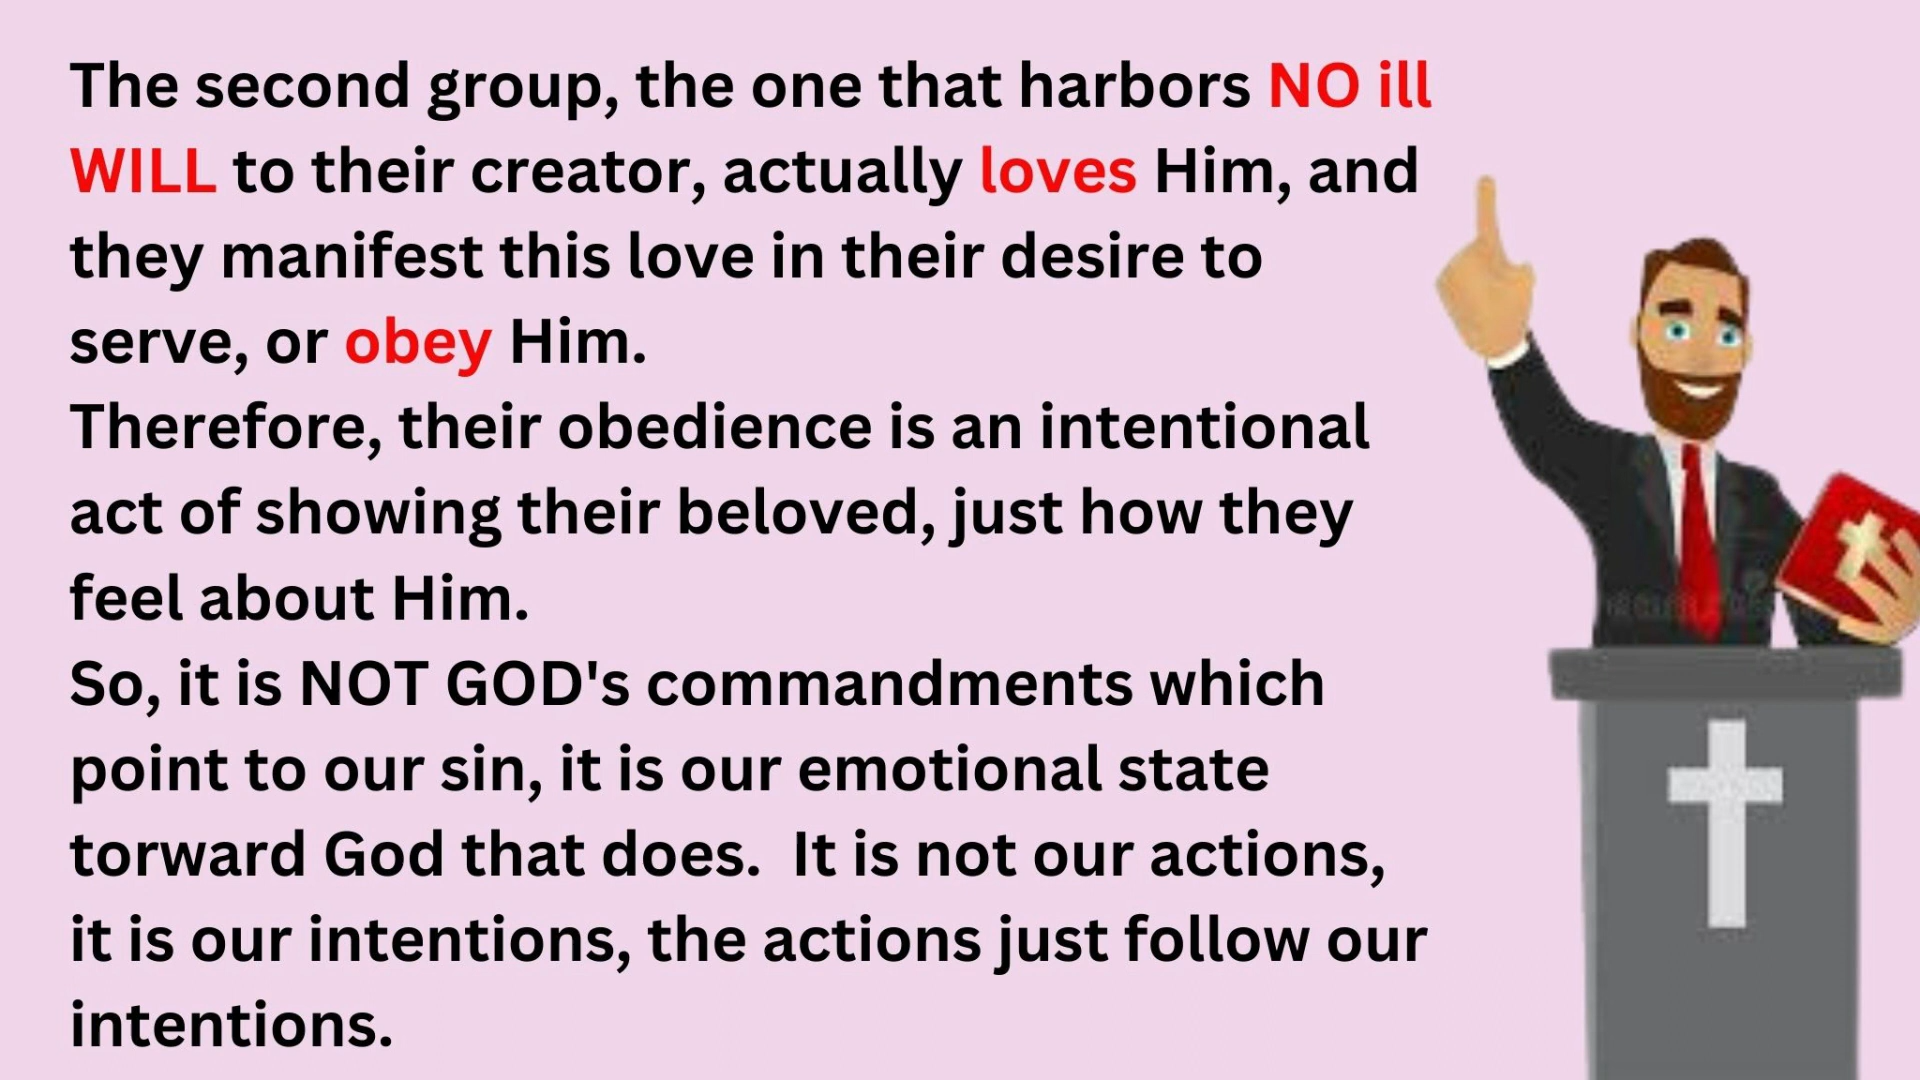 The second group, the one that harbors NO ill
WILL to their creator, actually loves Him, and
they manifest this love in their desire to
serve, or obey Him.
Therefore, their obedience is an intentional
act of showing their beloved, just how they
feel about Him.
So, it is NOT GOD's commandments which
point to our sin, it is our emotional state
torward God that does.  It is not our actions,
it is our intentions, the actions just follow our
intentions.